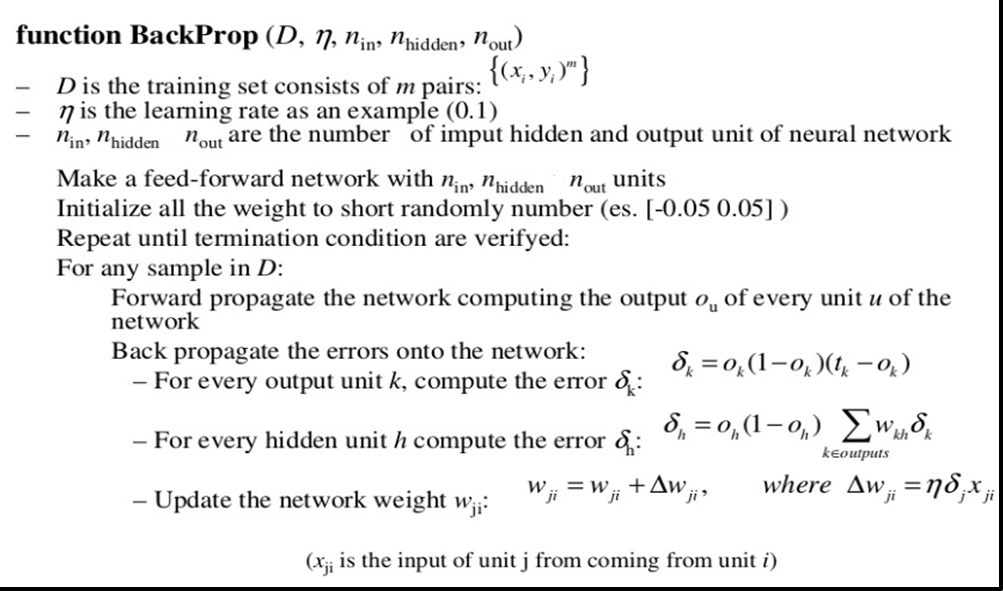 function BackProp (D, η, n_in, n_hidden, n_out)
– D is the training set consists of m pairs: {(x_i, y_i)^m}
– η is the learning rate as an example (0.1)
– n_in, n_hidden n_out are the number of imput hidden and output unit of neural network
Make a feed-forward network with n_in, n_hidden n_out units
Initialize all the weight to short randomly number (es. [-0.05 0.05] )
Repeat until termination condition are verifyed:
For any sample in D:
Forward propagate the network computing the output o_u of every unit u of the
network
Back propagate the errors onto the network:
– For every output unit k, compute the error δ_k: δ_k = o_k(1−o_k)(t_k − o_k)
– For every hidden unit h compute the error δ_h: δ_h = o_h(1−o_h) ∑_{k∈outputs} w_kh δ_k
– Update the network weight w_ji: w_ji = w_ji + Δw_ji, where Δw_ji = ηδ_j x_ji
(x_ji is the input of unit j from coming from unit i)